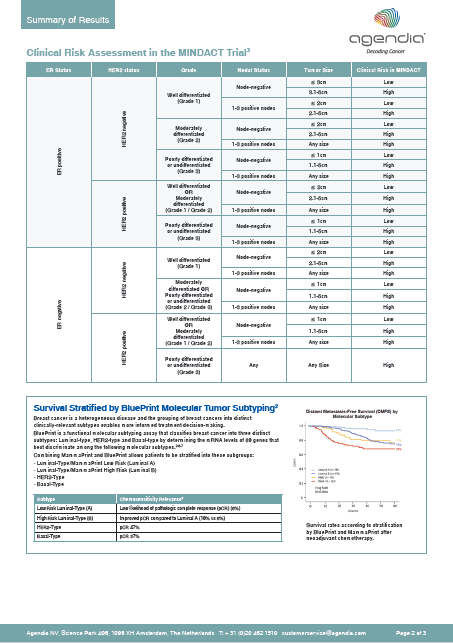 Summary of Results
agendia
Decoding Cancer
Clinical Risk Assessment in the MINDACT Trial³
ER Status HER2 status Grade Nodal Status Tumor Size Clinical Risk in MINDACT
ER positive
HER2 negative
Well differentiated
(Grade 1)
Node-negative
≤ 3cm Low
3.1-5cm High
1-3 positive nodes
≤ 2cm Low
2.1-5cm High
Moderately
differentiated
(Grade 2)
Node-negative
≤ 2cm Low
2.1-5cm High
1-3 positive nodes Any size High
Poorly differentiated
or undifferentiated
(Grade 3)
Node-negative
≤ 1cm Low
1.1-5cm High
1-3 positive nodes Any size High
HER2 positive
Well differentiated
OR
Moderately
differentiated
(Grade 1 / Grade 2)
Node-negative
≤ 2cm Low
2.1-5cm High
1-3 positive nodes Any size High
Poorly differentiated
or undifferentiated
(Grade 3)
Node-negative
≤ 1cm Low
1.1-5cm High
1-3 positive nodes Any size High
ER negative
HER2 negative
Well differentiated
(Grade 1)
Node-negative
≤ 2cm Low
2.1-5cm High
1-3 positive nodes Any size High
Moderately
differentiated OR
Poorly differentiated
or undifferentiated
(Grade 2 / Grade 3)
Node-negative
≤ 1cm Low
1.1-5cm High
1-3 positive nodes Any size High
HER2 positive
Well differentiated
OR
Moderately
differentiated
(Grade 1 / Grade 2)
Node-negative
≤ 1cm Low
1.1-5cm High
1-3 positive nodes Any size High
Poorly differentiated
or undifferentiated
(Grade 3)
Any Any Size High
Survival Stratified by BluePrint Molecular Tumor Subtyping²
Breast cancer is a heterogeneous disease and the grouping of breast cancers into distinct
clinically-relevant subtypes enables more informed treatment decision-making.
BluePrint is a functional molecular subtyping assay that classifies breast cancer into three distinct
subtypes: Luminal-type, HER2-type and Basal-type by determining the mRNA levels of 80 genes that
best discriminate among the following molecular subtypes.
Combining MammaPrint and BluePrint allows patients to be stratified into these subgroups:
- Luminal-Type/MammaPrint Low Risk (Luminal A)
- Luminal-Type/MammaPrint High Risk (Luminal B)
- HER2-Type
- Basal-Type
Subtype Chemosensitivity Relevance
Low Risk Luminal-Type (A) Low likelihood of pathologic complete response (pCR) (6%)
High Risk Luminal-Type (B) Improved pCR compared to Luminal A (10% vs 6%)
HER2-Type pCR 47%
Basal-Type pCR 37%
Distant Metastasis-Free Survival (DMFS) by
Molecular Subtype
Survival rates according to stratification
by BluePrint and MammaPrint after
neoadjuvant chemotherapy.
Agendia NV, Science Park 406, 1098 XH Amsterdam, The Netherlands T: + 31 (0)20 462 1510 customerservice@agendia.com Page 2 of 3